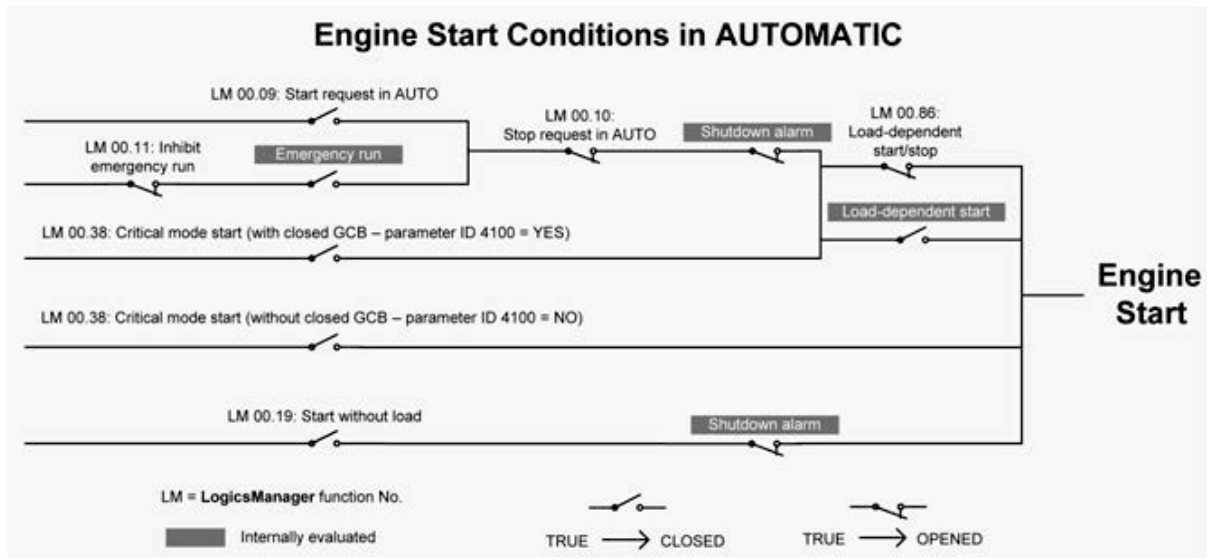 Engine Start Conditions in AUTOMATIC
LM 00.09: Start request in AUTO
LM 00.10:
Stop request in AUTO
Shutdown alarm
LM 00.86:
Load-dependent
start/stop
LM 00.11: Inhibit
emergency run
Emergency run
Load-dependent start
LM 00.38: Critical mode start (with closed GCB – parameter ID 4100 = YES)
Engine
Start
LM 00.38: Critical mode start (without closed GCB – parameter ID 4100 = NO)
LM 00.19: Start without load
Shutdown alarm
LM = LogicsManager function No.
Internally evaluated
TRUE → CLOSED
TRUE → OPENED